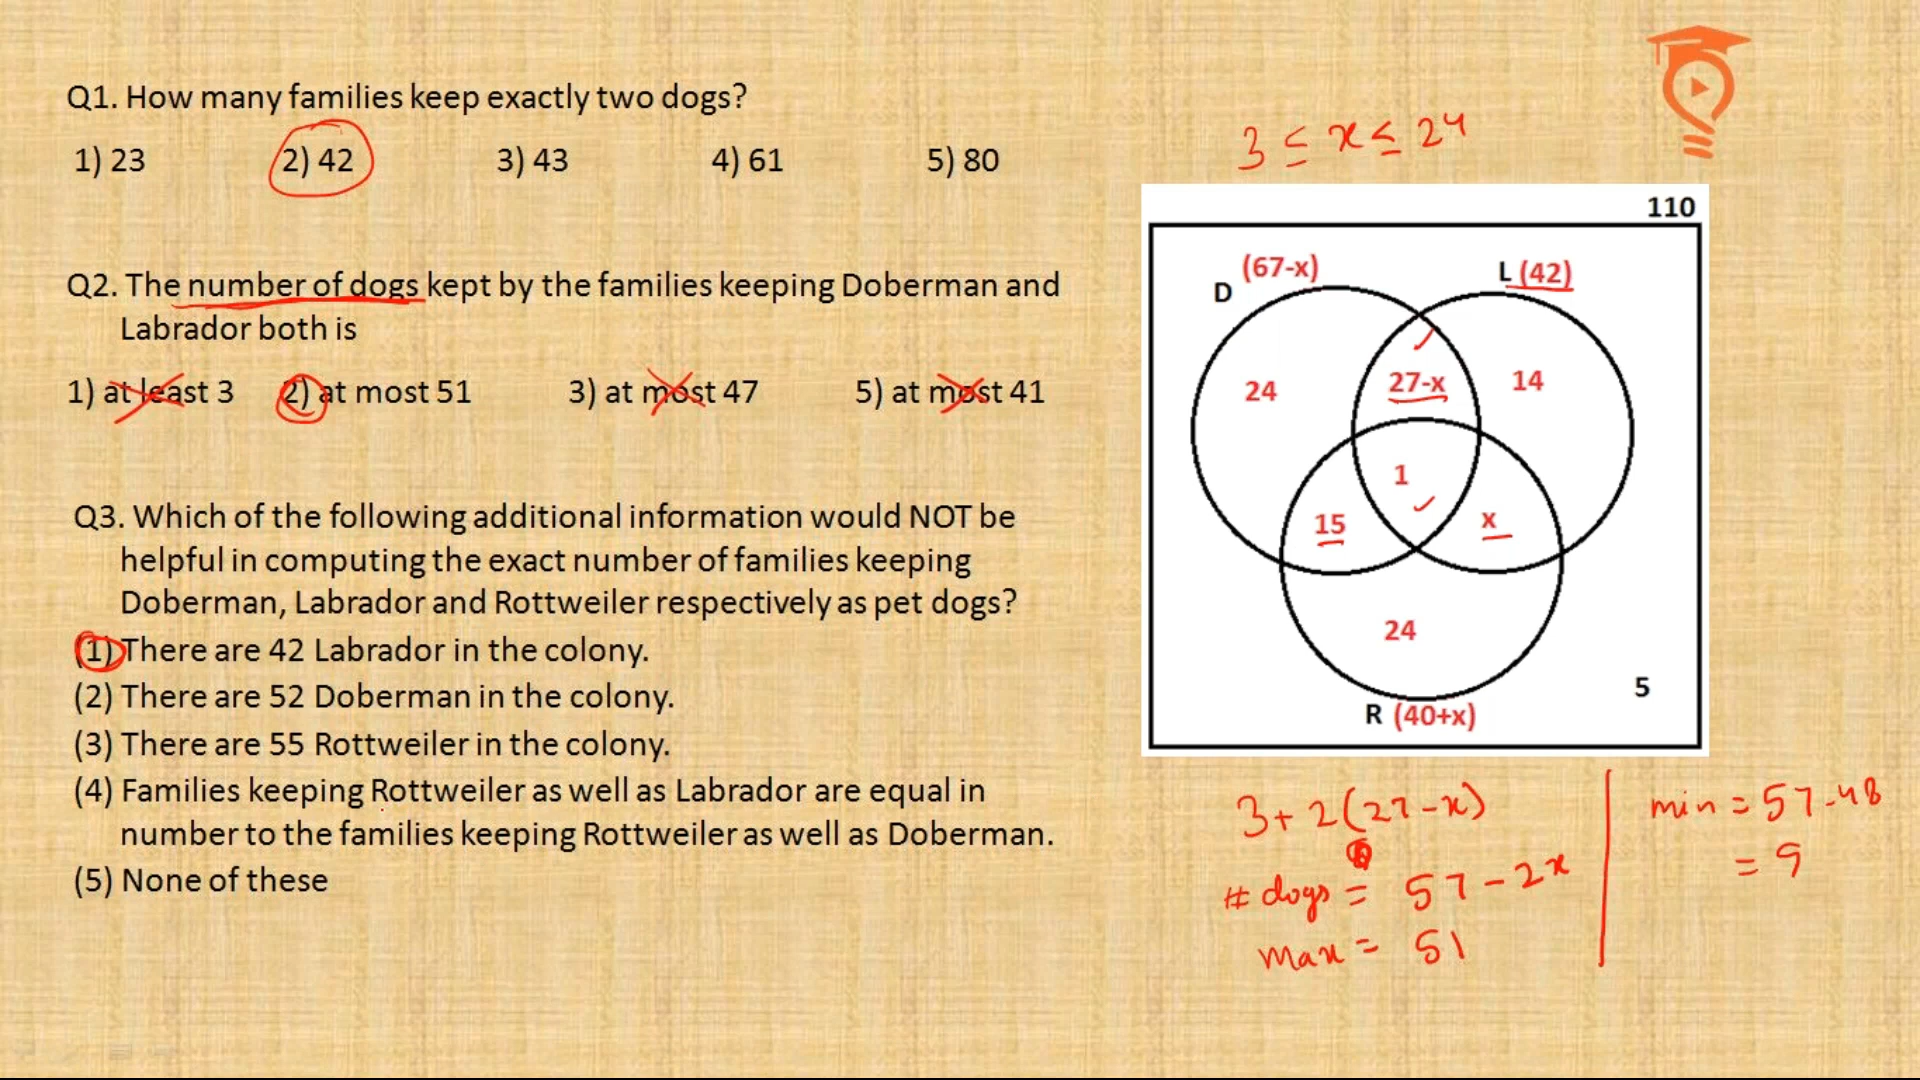 Q1. How many families keep exactly two dogs?
1) 23 2) 42 3) 43 4) 61 5) 80
Q2. The number of dogs kept by the families keeping Doberman and
Labrador both is
1) at least 3 2) at most 51 3) at most 47 5) at most 41
Q3. Which of the following additional information would NOT be
helpful in computing the exact number of families keeping
Doberman, Labrador and Rottweiler respectively as pet dogs?
(1) There are 42 Labrador in the colony.
(2) There are 52 Doberman in the colony.
(3) There are 55 Rottweiler in the colony.
(4) Families keeping Rottweiler as well as Labrador are equal in
number to the families keeping Rottweiler as well as Doberman.
(5) None of these
3 ≤ x ≤ 24
110
D (67-x) L (42)
24 27-x 14
1
15 x
24
5
R (40+x)
3 + 2(27-x)
# dogs = 57 - 2x
max = 51
min = 57-48
= 9